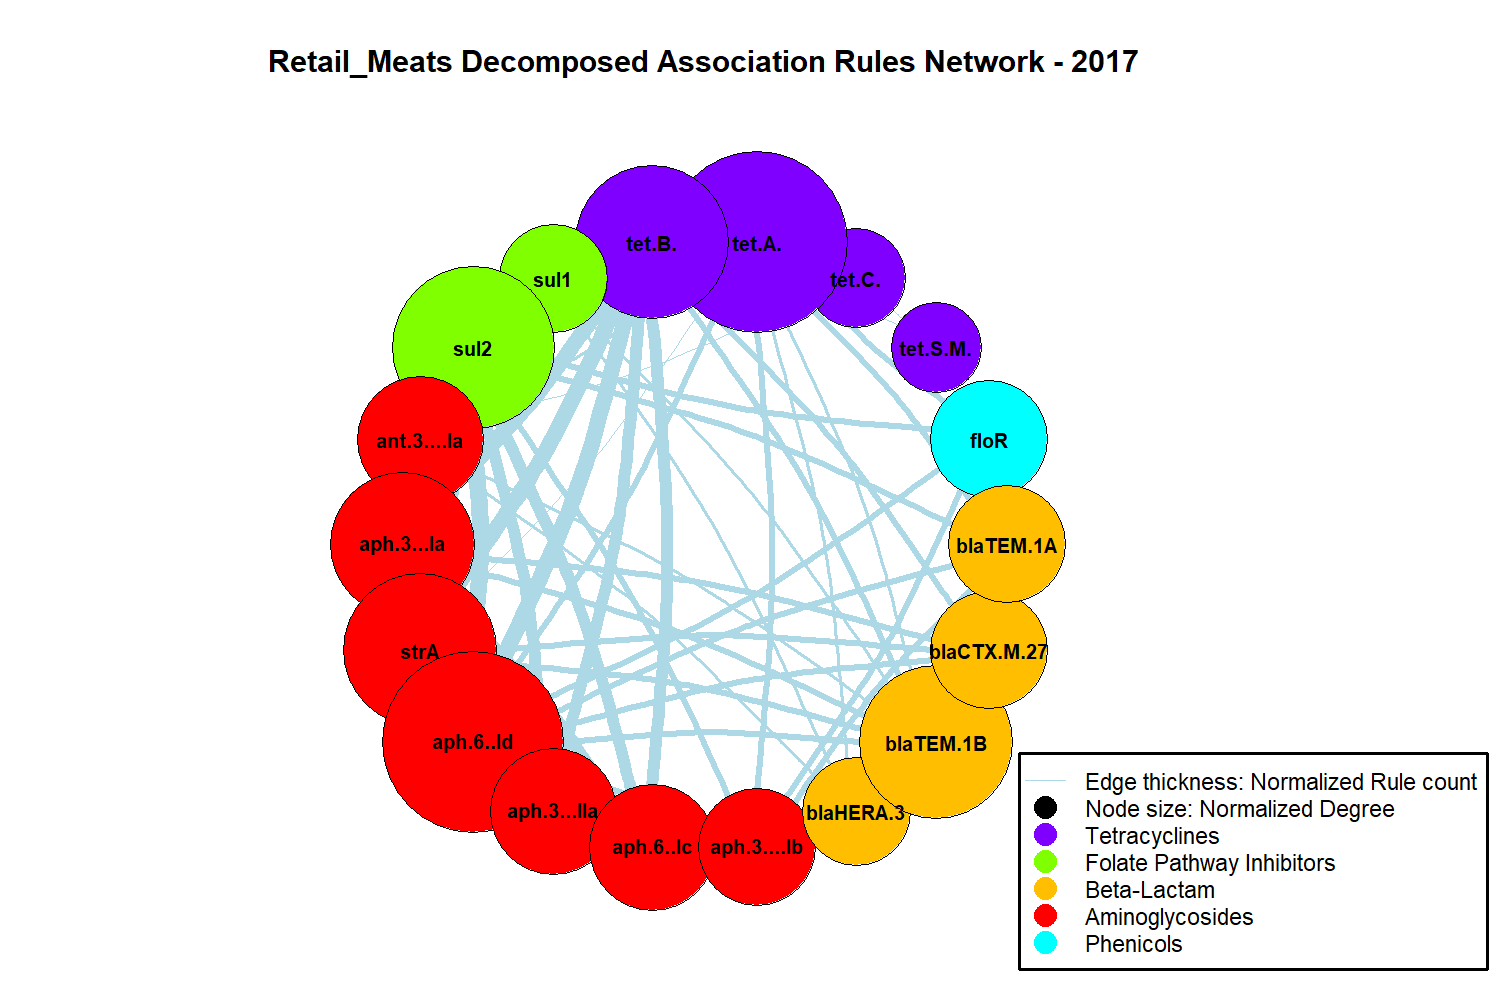 Retail_Meats Decomposed Association Rules Network - 2017
tet.B.
tet.A.
tet.C.
sul1
tet.S.M.
sul2
ant.3....Ia
floR
aph.3...Ia
blaTEM.1A
strA
blaCTX.M.27
aph.6..Id
blaTEM.1B
aph.3...IIa
blaHERA.3
aph.6..Ic
aph.3....Ib
Edge thickness: Normalized Rule count
Node size: Normalized Degree
Tetracyclines
Folate Pathway Inhibitors
Beta-Lactam
Aminoglycosides
Phenicols